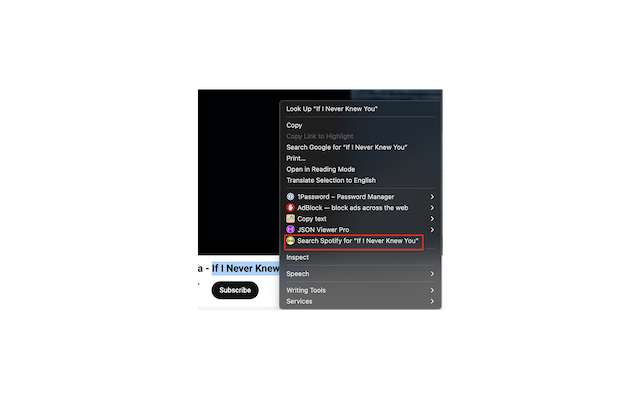 Look Up “If I Never Knew You”
Copy
Copy Link to Highlight
Search Google for “If I Never Knew You”
Print...
Open in Reading Mode
Translate Selection to English
1Password – Password Manager
AdBlock — block ads across the web
Copy text
JSON Viewer Pro
Search Spotify for “If I Never Knew You”
Inspect
a - If I Never Knew
Speech
Subscribe
Writing Tools
Services